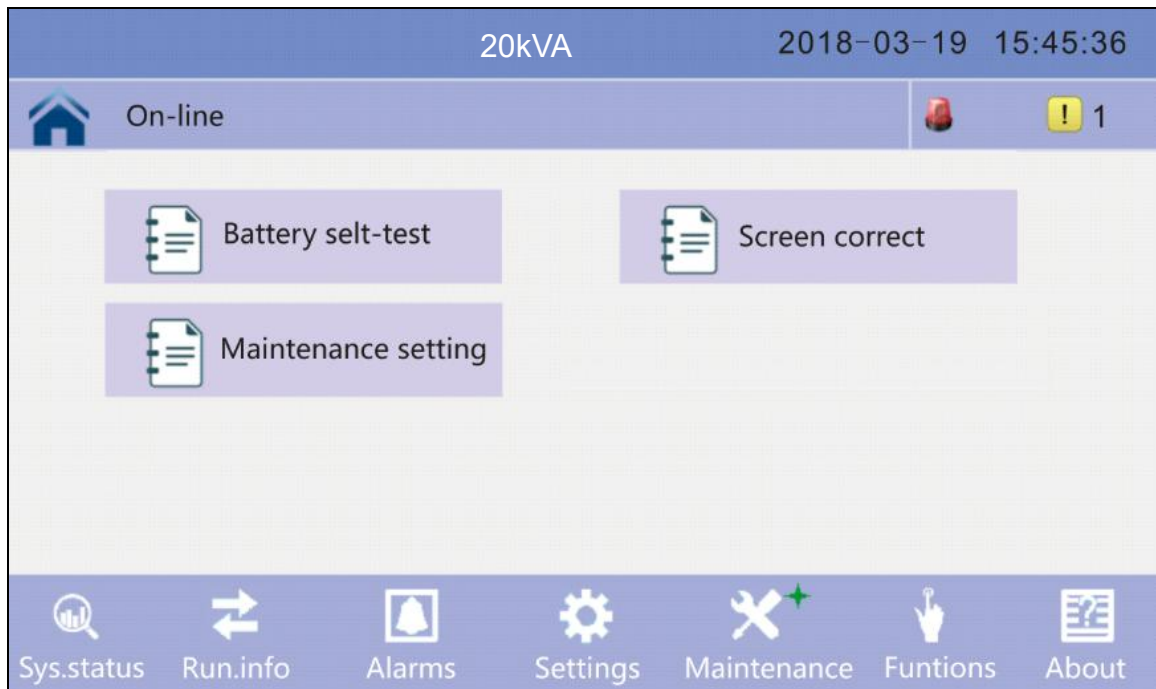 20kVA 2018-03-19 15:45:36
On-line ! 1
Battery selt-test Screen correct
Maintenance setting
Sys.status Run.info Alarms Settings Maintenance Funtions About